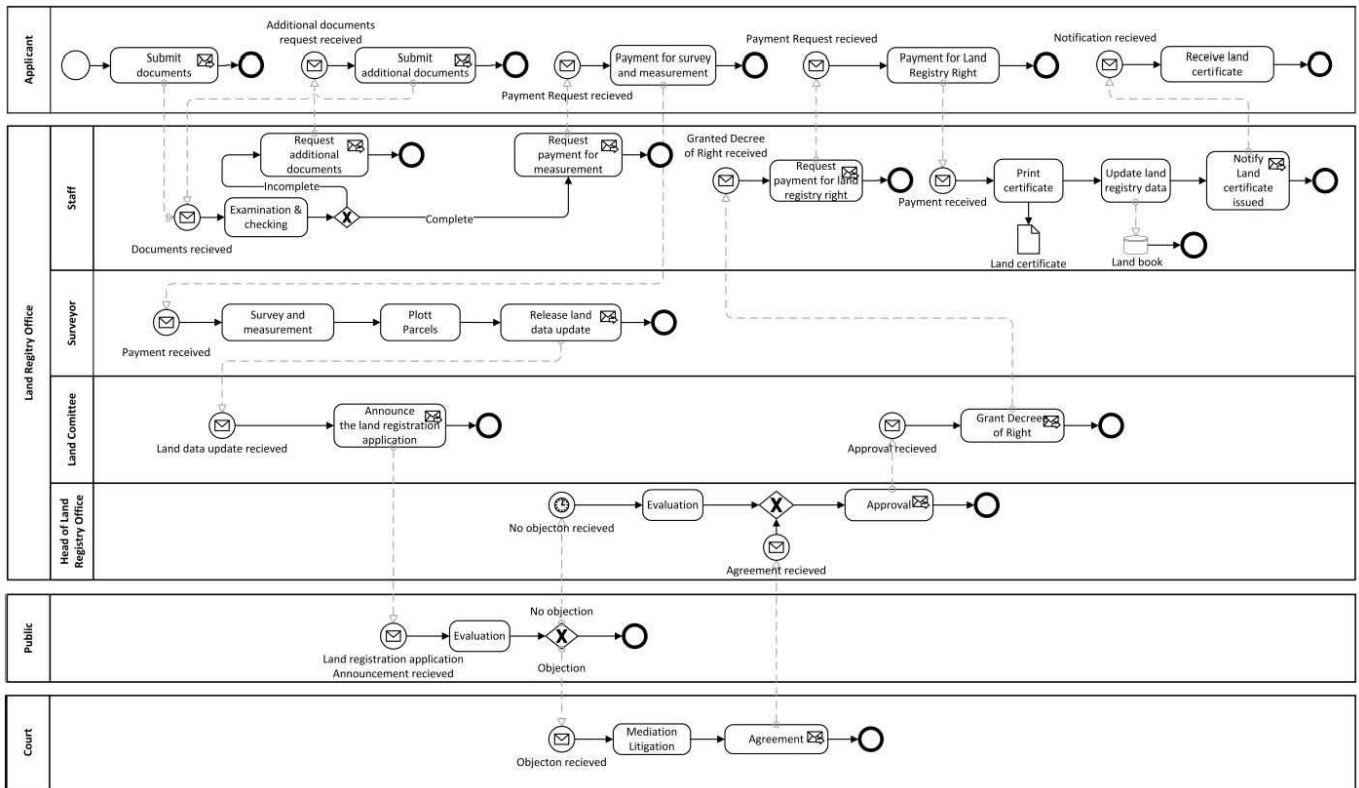 Applicant
Submit
documents
Additional documents
request received
Submit
additional documents
Payment Request recieved
Payment for survey
and measurement
Payment Request recieved
Payment for Land
Registry Right
Notification recieved
Receive land
certificate
Land Regitry Office
Staff
Documents recieved
Examination &
checking
Request
additional
documents
Incomplete
Complete
Request
payment for
measurement
Granted Decree
of Right received
Request
payment for land
registry right
Payment received
Print
certificate
Land certificate
Update land
registry data
Land book
Notify
Land
certificate
issued
Surveyor
Payment received
Survey and
measurement
Plott
Parcels
Release land
data update
Land Comittee
Land data update recieved
Announce
the land registration
application
Approval recieved
Grant Decree
of Right
Head of Land
Registry Office
No objecton recieved
Evaluation
Agreement recieved
Approval
Public
Land registration application
Announcement recieved
Evaluation
No objection
Objection
Court
Objecton recieved
Mediation
Litigation
Agreement